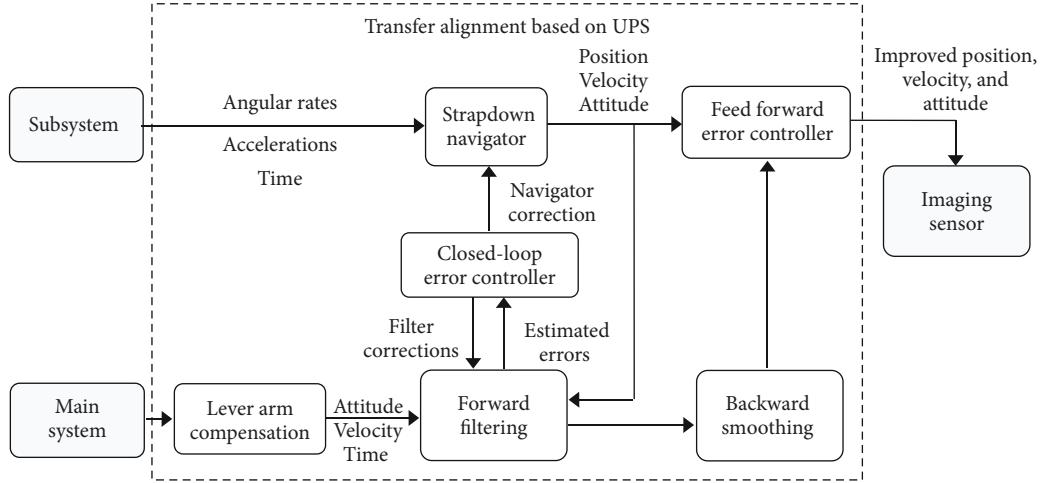 Transfer alignment based on UPS
Subsystem
Angular rates
Accelerations
Time
Strapdown
navigator
Position
Velocity
Attitude
Feed forward
error controller
Improved position,
velocity, and
attitude
Imaging
sensor
Navigator
correction
Closed-loop
error controller
Filter
corrections
Estimated
errors
Main
system
Lever arm
compensation
Attitude
Velocity
Time
Forward
filtering
Backward
smoothing